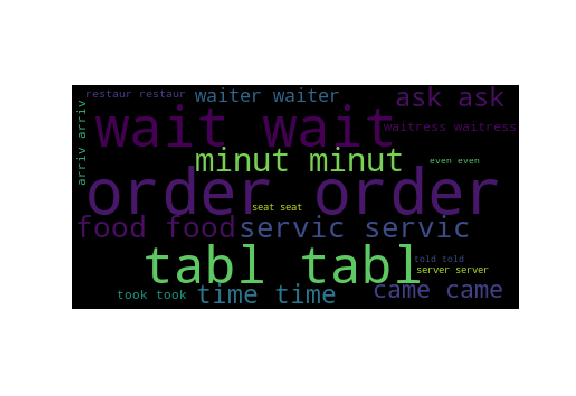 restaur restaur
waiter waiter
ask ask
arriv arriv
wait wait
waitress waitress
minut minut
even even
order order
seat seat
food food
servic servic
tabl tabl
told told
server server
took took
time time
came came